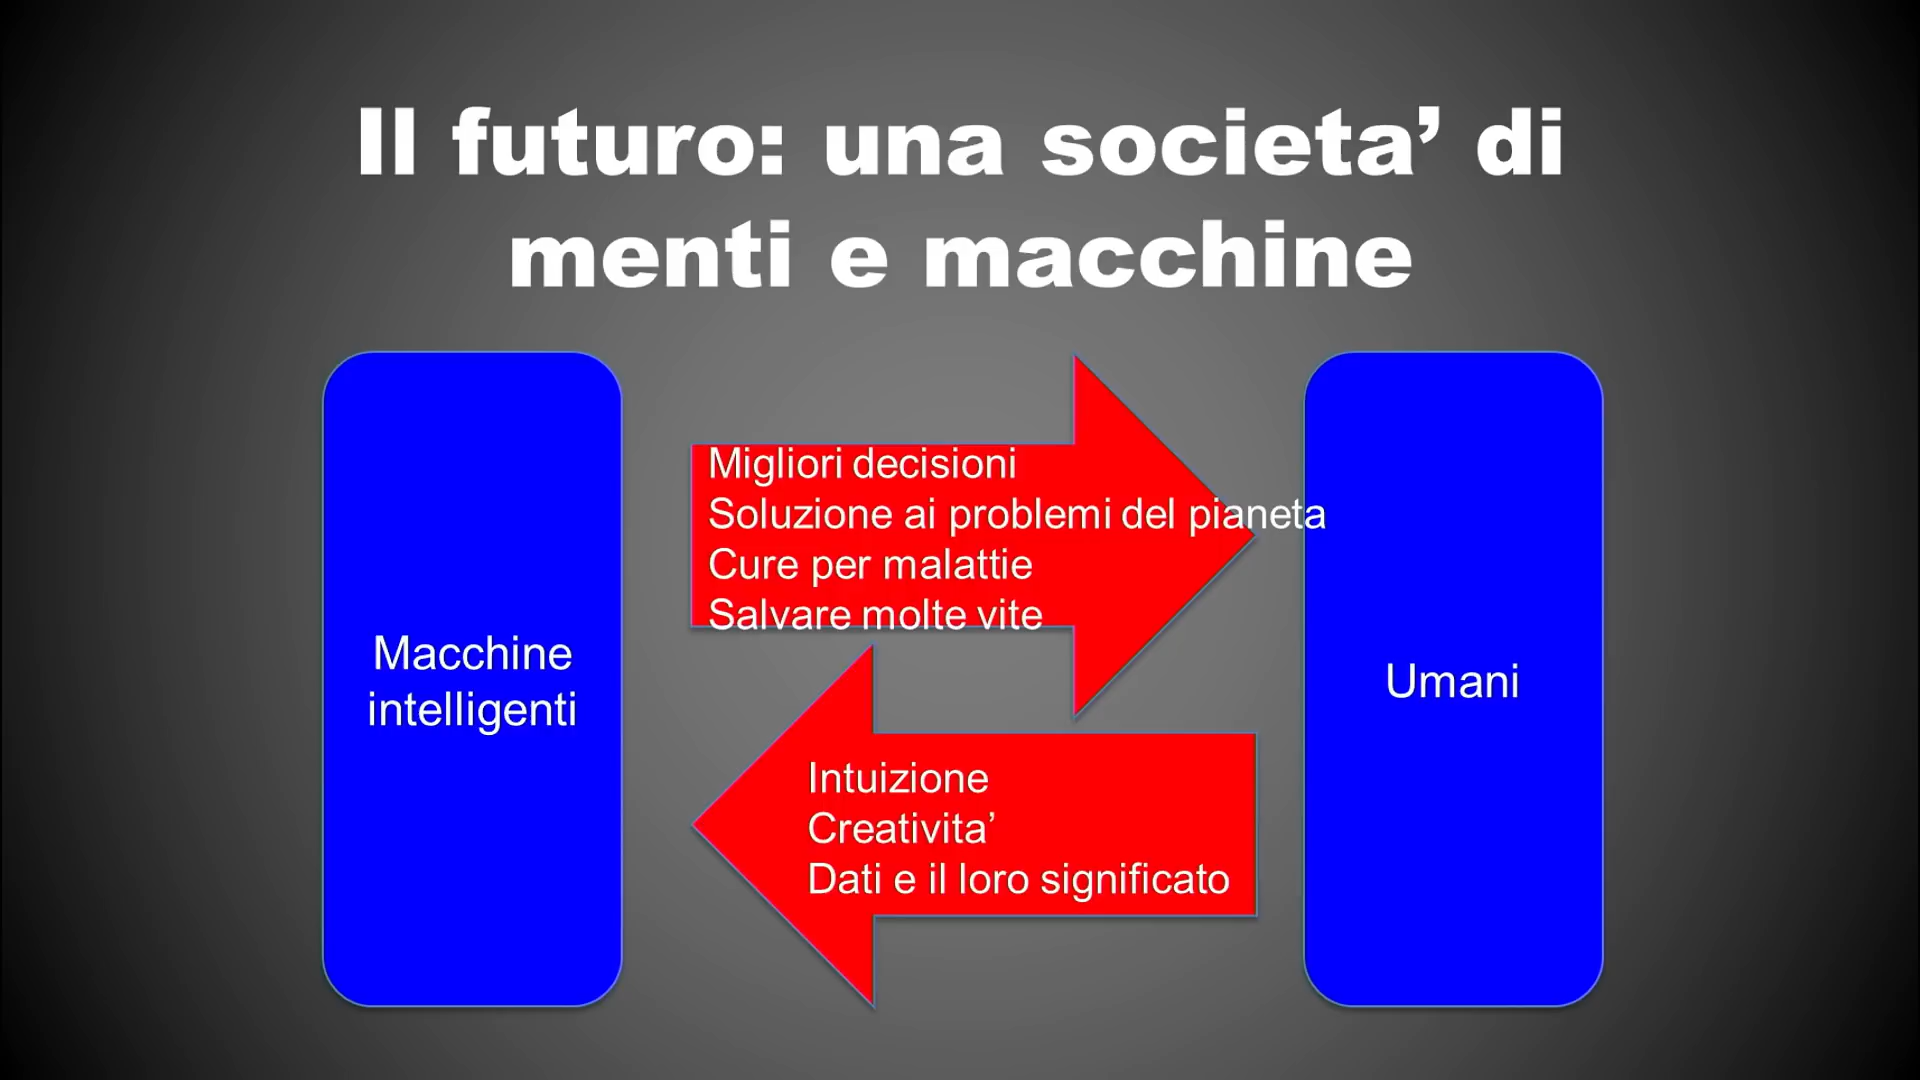 Il futuro: una societa’ di
menti e macchine
Macchine
intelligenti
Migliori decisioni
Soluzione ai problemi del pianeta
Cure per malattie
Salvare molte vite
Intuizione
Creativita’
Dati e il loro significato
Umani